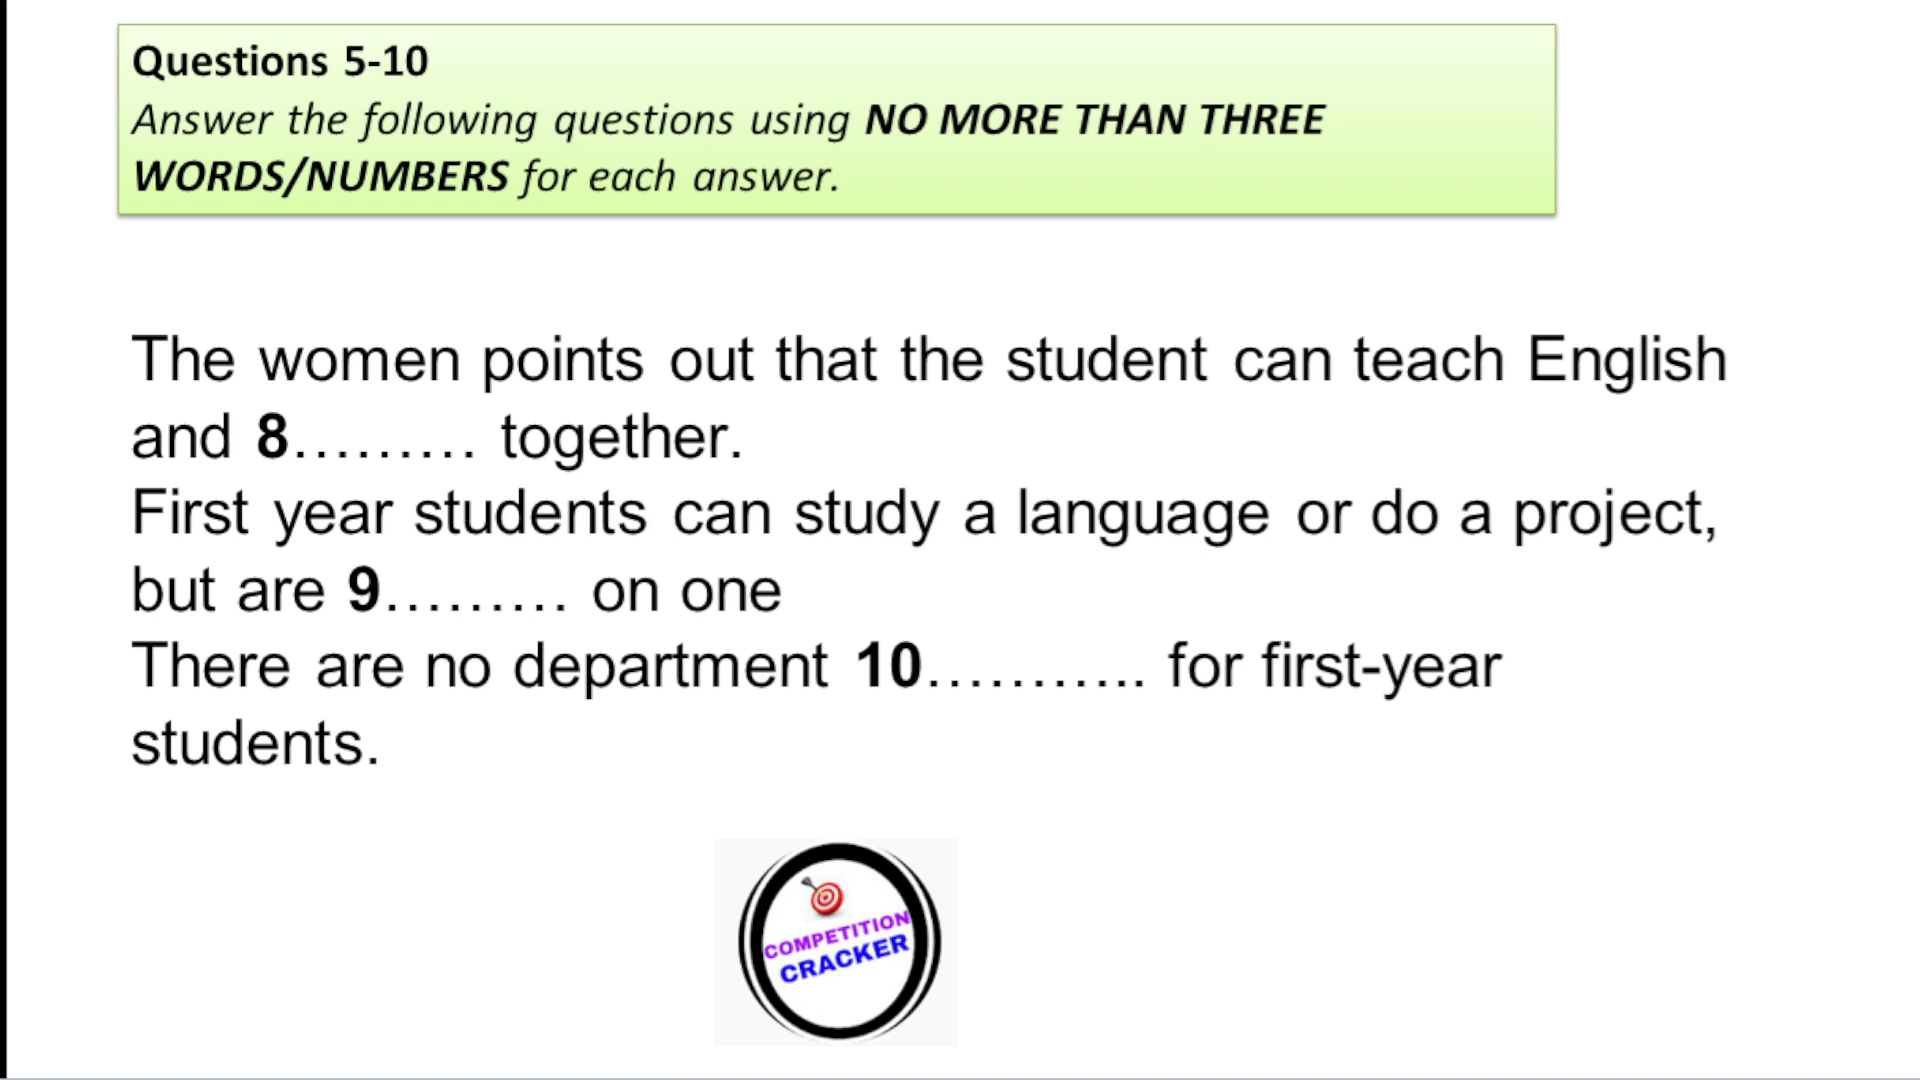 Questions 5-10
Answer the following questions using NO MORE THAN THREE
WORDS/NUMBERS for each answer.
The women points out that the student can teach English
and 8……… together.
First year students can study a language or do a project,
but are 9……… on one
There are no department 10……….. for first-year
students.
COMPETITION
CRACKER